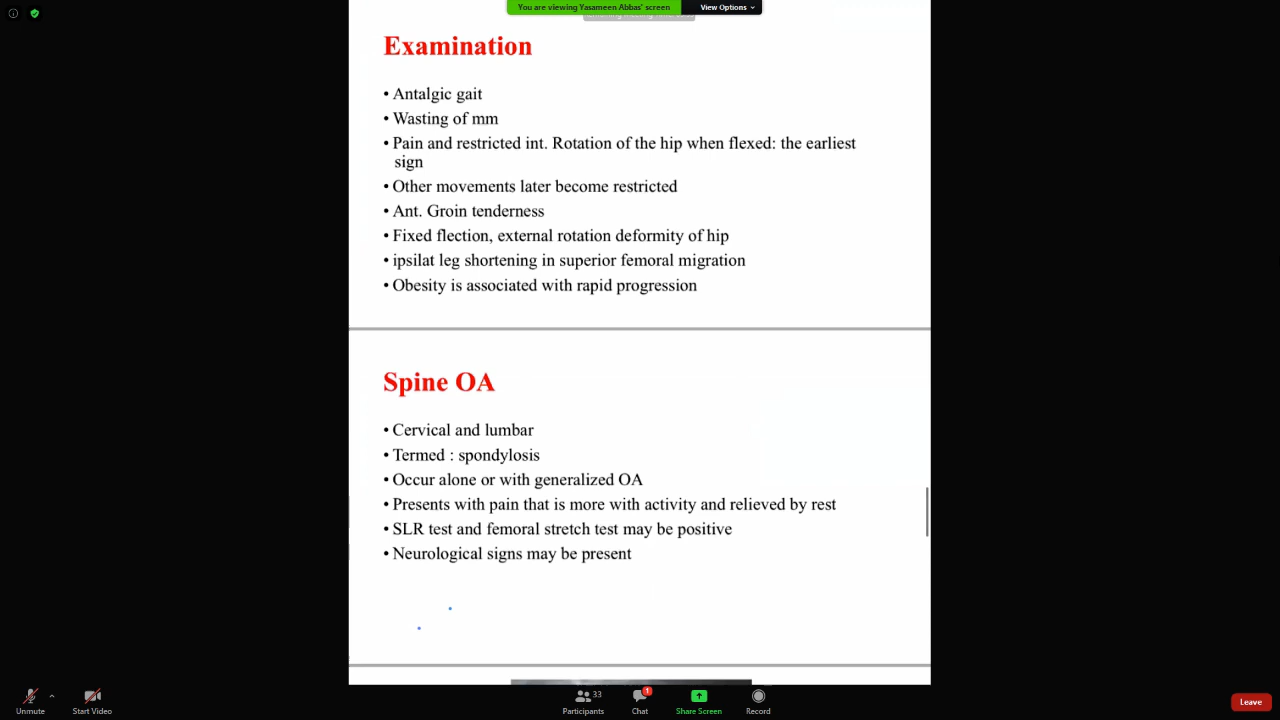 You are viewing Yasameen Abbas' screen
View Options
Examination
• Antalgic gait
• Wasting of mm
• Pain and restricted int. Rotation of the hip when flexed: the earliest
sign
• Other movements later become restricted
• Ant. Groin tenderness
• Fixed flection, external rotation deformity of hip
• ipsilat leg shortening in superior femoral migration
• Obesity is associated with rapid progression
Spine OA
• Cervical and lumbar
• Termed : spondylosis
• Occur alone or with generalized OA
• Presents with pain that is more with activity and relieved by rest
• SLR test and femoral stretch test may be positive
• Neurological signs may be present
Unmute
Start Video
Participants 33
Chat 1
Share Screen
Record
Leave